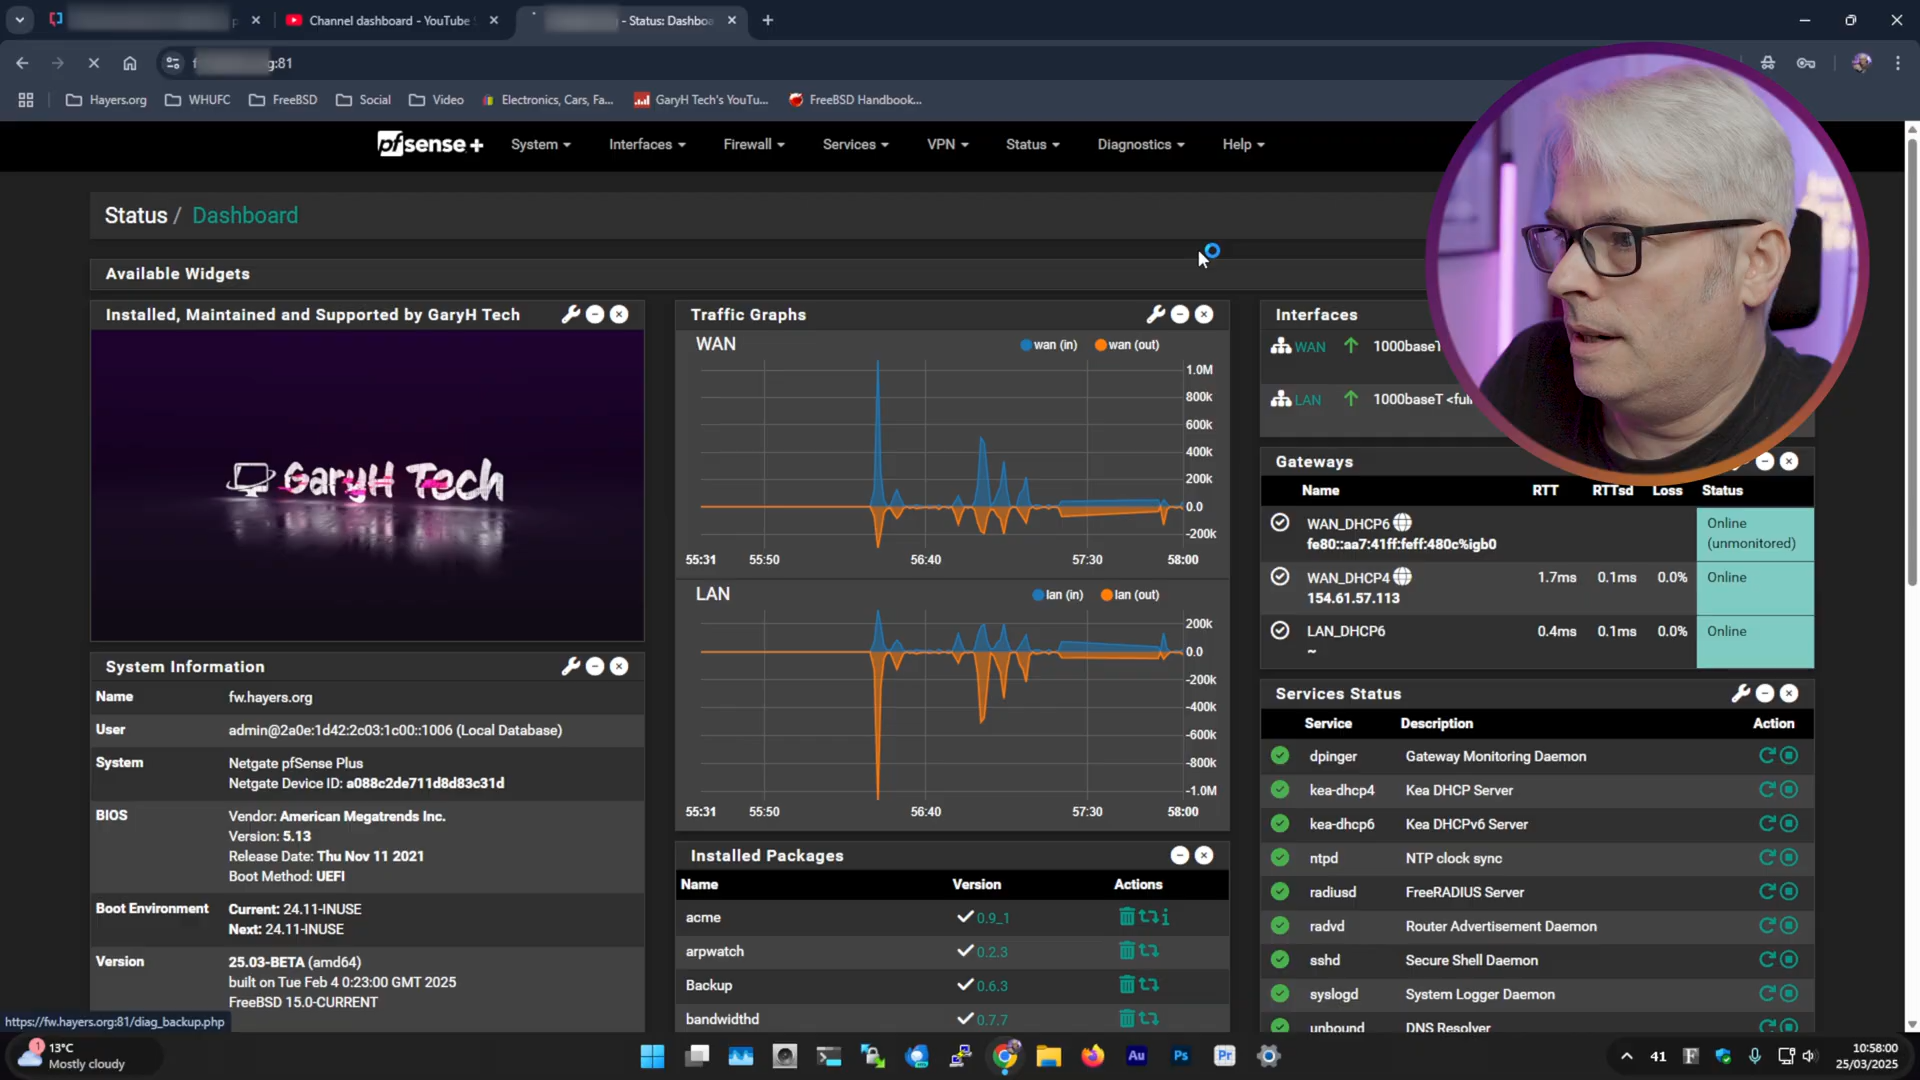 Channel dashboard - YouTube S
- Status: Dashboa
g:81
Hayers.org
WHUFC
FreeBSD
Social
Video
Electronics, Cars, Fa...
GaryH Tech's YouTu...
FreeBSD Handbook...
pfsense+
System
Interfaces
Firewall
Services
VPN
Status
Diagnostics
Help
Status / Dashboard
Available Widgets
Installed, Maintained and Supported by GaryH Tech
GaryH Tech
System Information
Name fw.hayers.org
User admin@2a0e:1d42:2c03:1c00::1006 (Local Database)
System Netgate pfSense Plus
Netgate Device ID: a088c2de711d8d83c31d
BIOS Vendor: American Megatrends Inc.
Version: 5.13
Release Date: Thu Nov 11 2021
Boot Method: UEFI
Boot Environment Current: 24.11-INUSE
Next: 24.11-INUSE
Version 25.03-BETA (amd64)
built on Tue Feb 4 0:23:00 GMT 2025
FreeBSD 15.0-CURRENT
https://fw.hayers.org:81/diag_backup.php
Traffic Graphs
WAN
wan (in) wan (out)
1.0M
800k
600k
400k
200k
0.0
-200k
55:31 55:50 56:40 57:30 58:00
LAN
lan (in) lan (out)
200k
0.0
-200k
-400k
-600k
-800k
-1.0M
55:31 55:50 56:40 57:30 58:00
Installed Packages
Name Version Actions
acme 0.9_1
arpwatch 0.2.3
Backup 0.6.3
bandwidthd 0.7.7
Interfaces
WAN 1000baseT
LAN 1000baseT <full
Gateways
Name RTT RTTsd Loss Status
WAN_DHCP6 Online
fe80::aa7:41ff:feff:480c%igb0 (unmonitored)
WAN_DHCP4 1.7ms 0.1ms 0.0% Online
154.61.57.113
LAN_DHCP6 0.4ms 0.1ms 0.0% Online
~
Services Status
Service Description Action
dpinger Gateway Monitoring Daemon
kea-dhcp4 Kea DHCP Server
kea-dhcp6 Kea DHCPv6 Server
ntpd NTP clock sync
radiusd FreeRADIUS Server
radvd Router Advertisement Daemon
sshd Secure Shell Daemon
syslogd System Logger Daemon
unbound DNS Resolver
1
13°C
Mostly cloudy
Au
Ps
Pr
41
F
10:58:00
25/03/2025